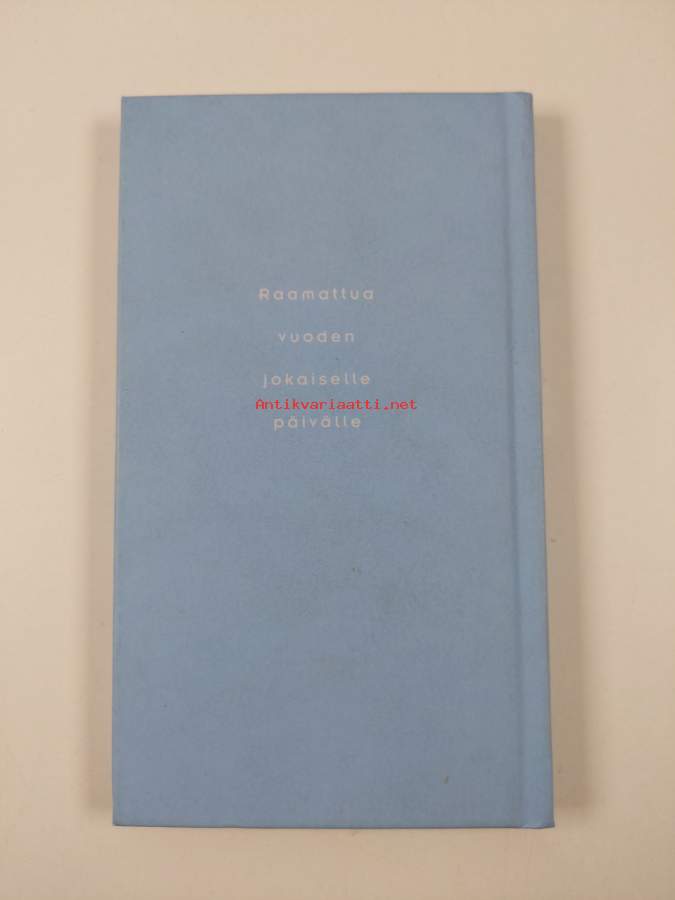 Raamattua
vuoden
jokaiselle
Antikvariaatti.net
päivälle